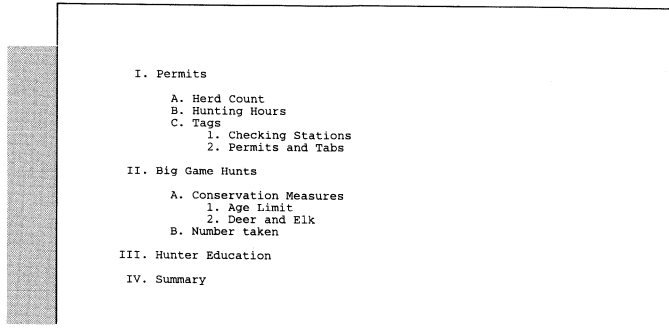 I. Permits
A. Herd Count
B. Hunting Hours
C. Tags
1. Checking Stations
2. Permits and Tabs
II. Big Game Hunts
A. Conservation Measures
1. Age Limit
2. Deer and Elk
B. Number taken
III. Hunter Education
IV. Summary